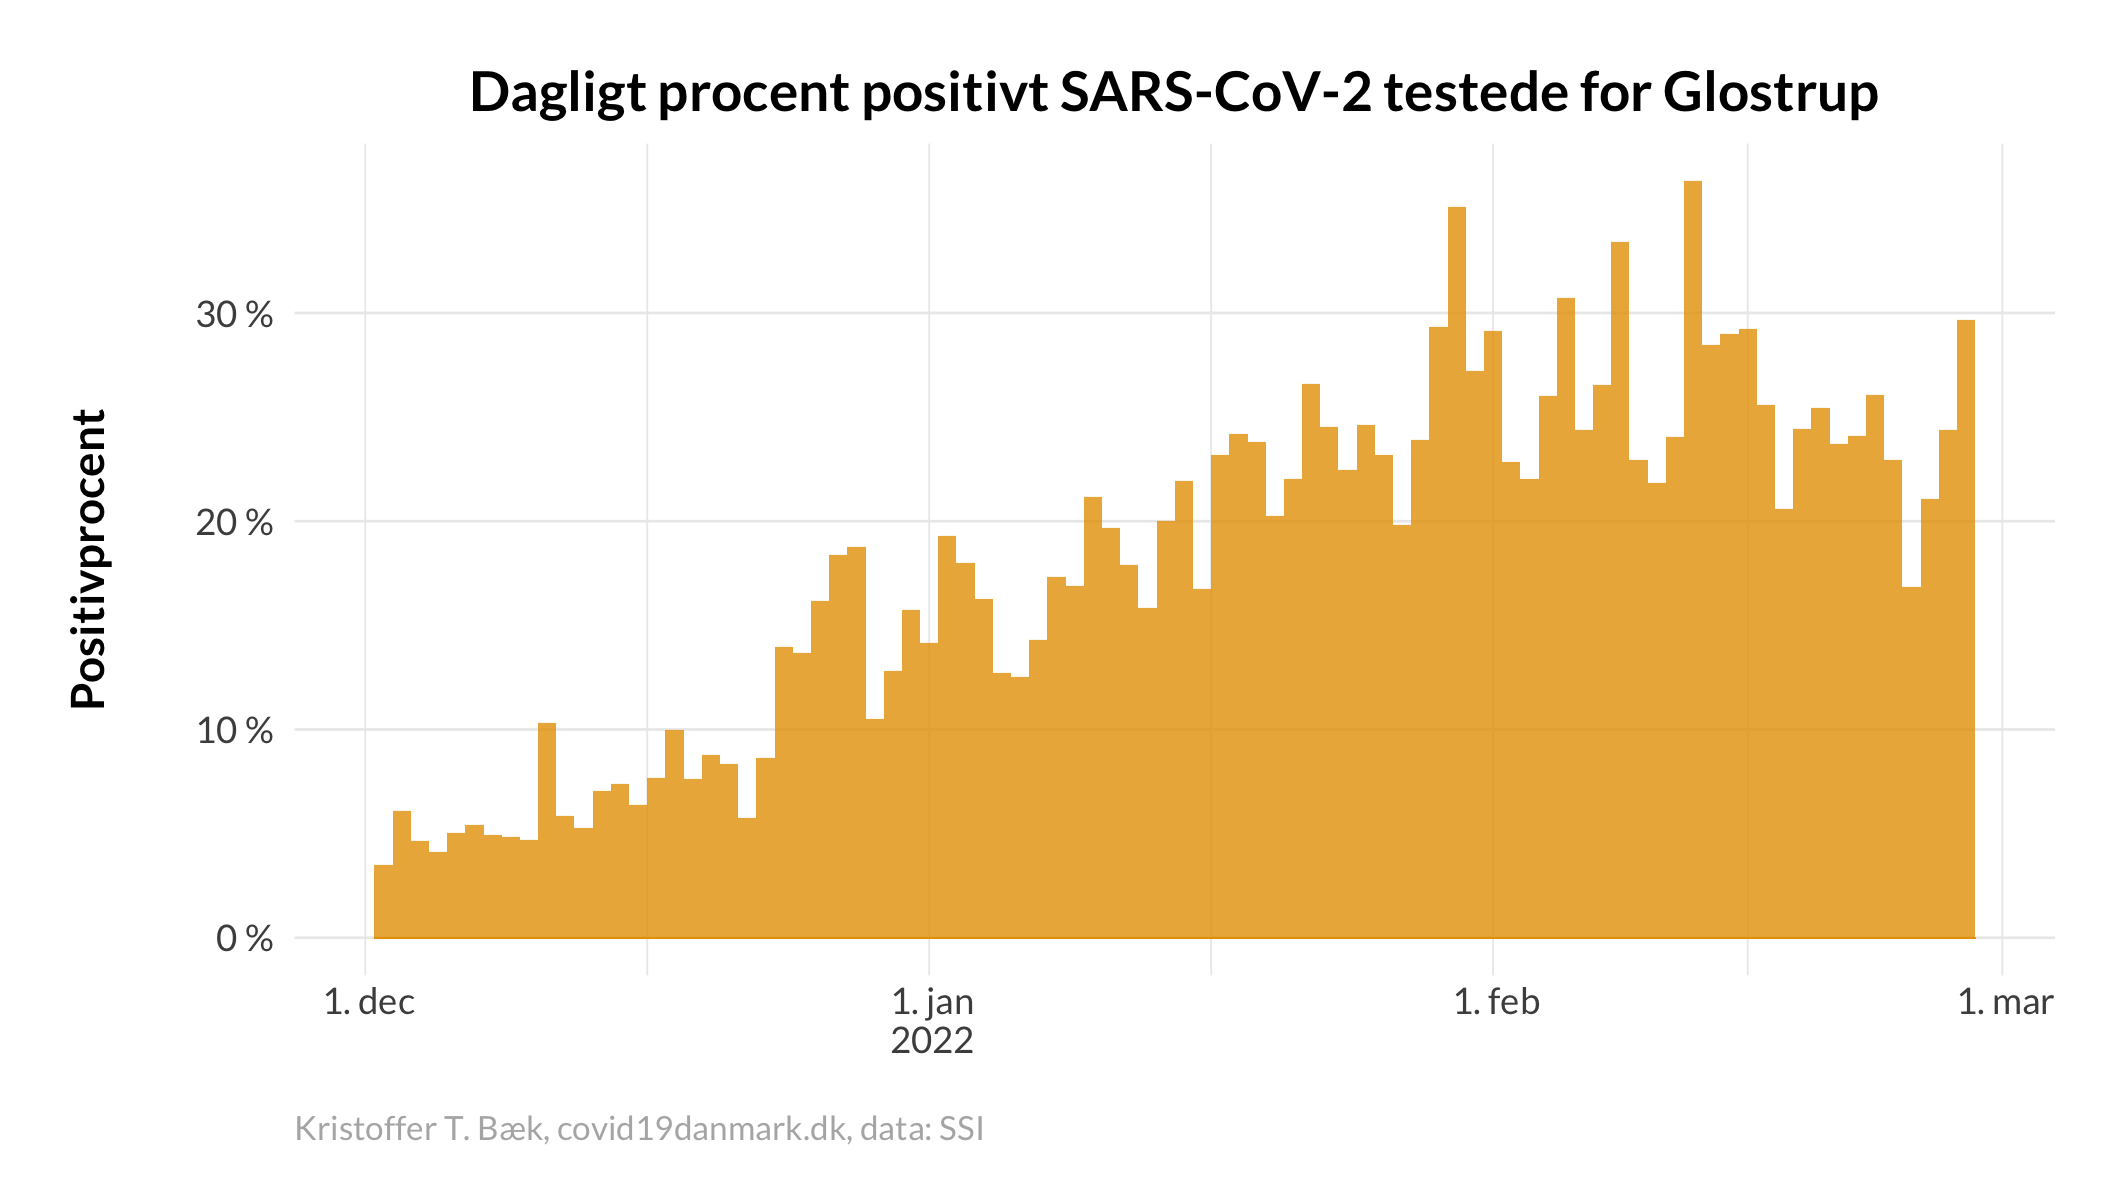 Dagligt procent positivt SARS-CoV-2 testede for Glostrup
Positivprocent
30 %
20 %
10 %
0 %
1. dec
1. jan
2022
1. feb
1. mar
Kristoffer T. Bæk, covid19danmark.dk, data: SSI